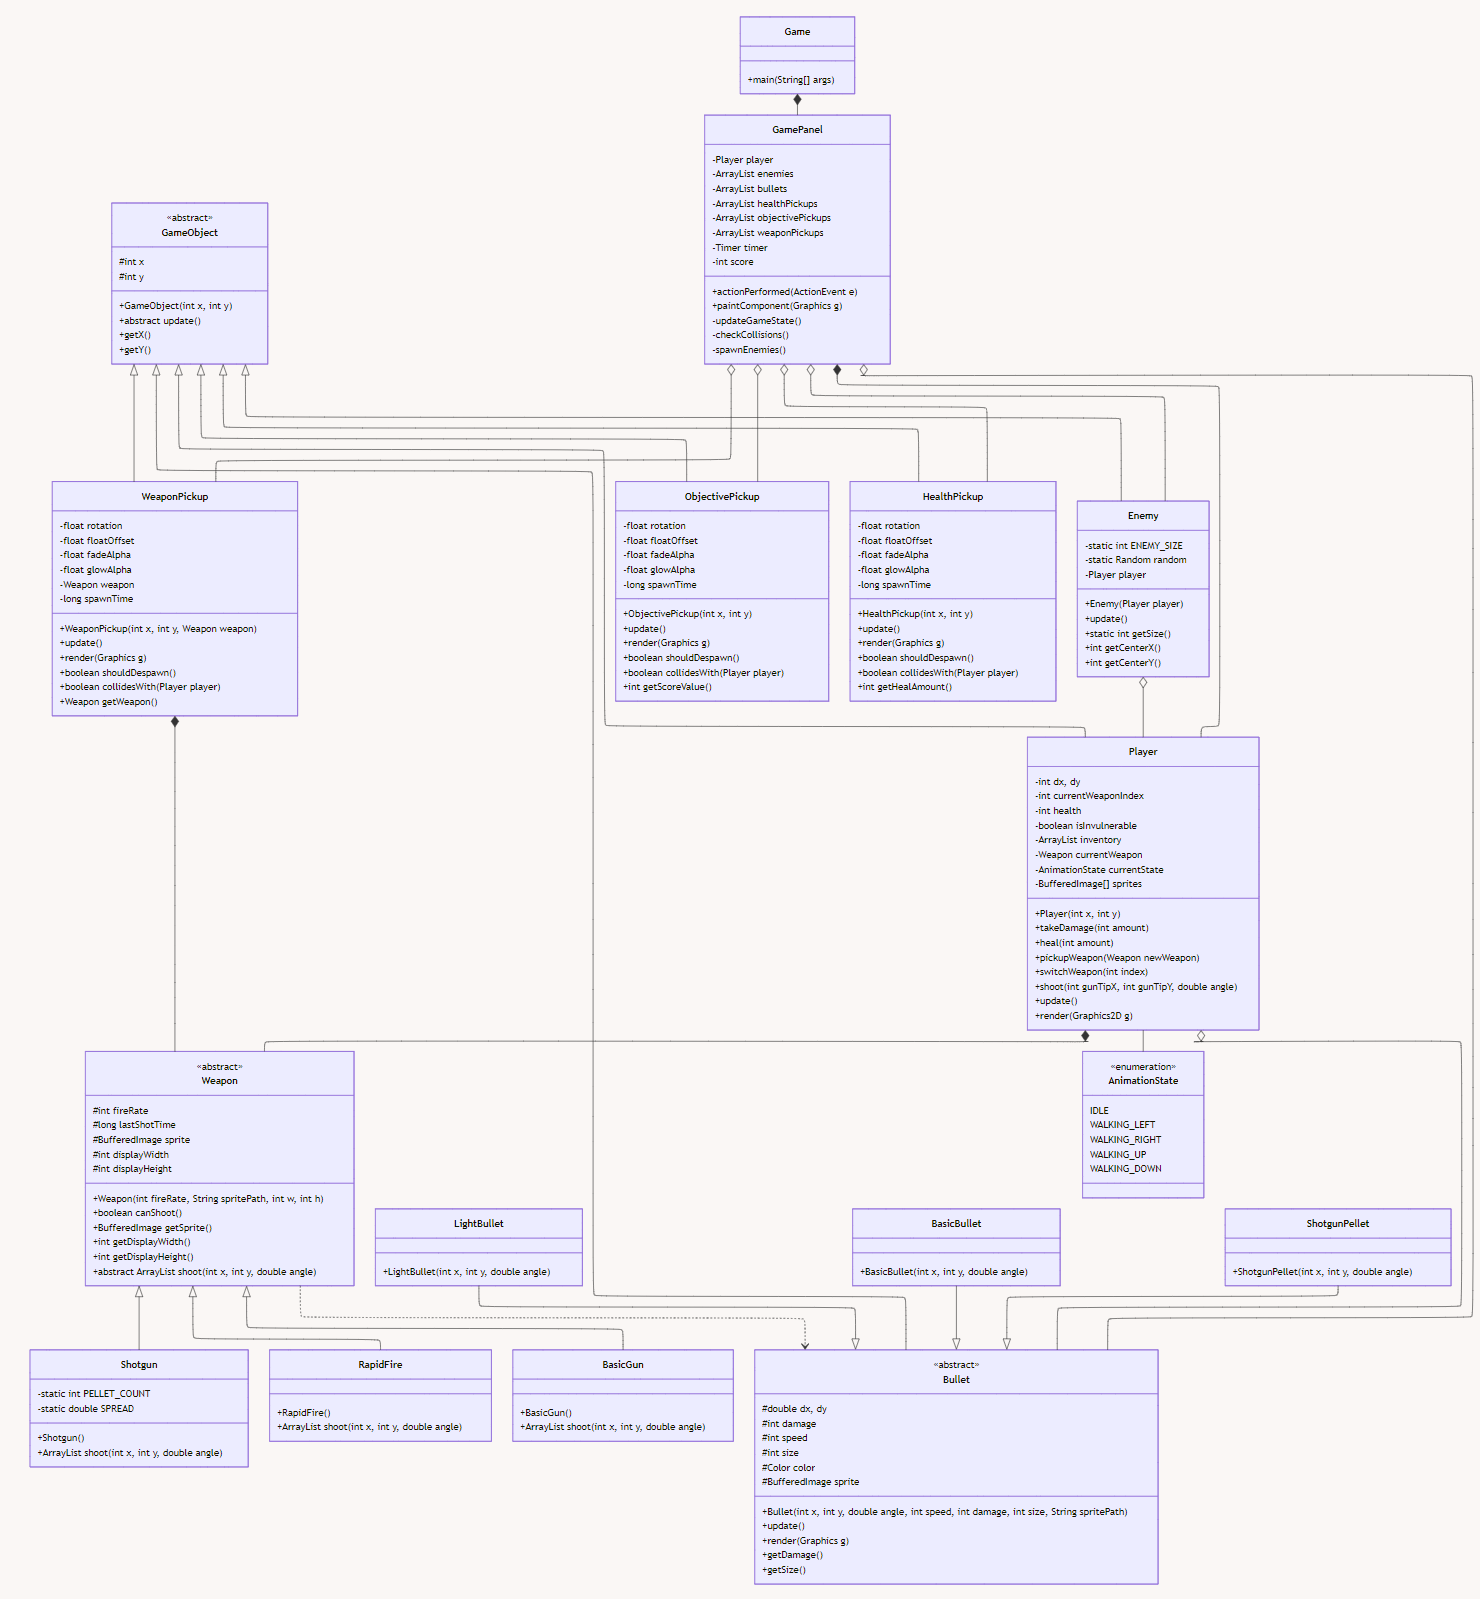 Game
+main(String[] args)
GamePanel
-Player player
-ArrayList enemies
-ArrayList bullets
-ArrayList healthPickups
-ArrayList objectivePickups
-ArrayList weaponPickups
-Timer timer
-int score
+actionPerformed(ActionEvent e)
+paintComponent(Graphics g)
-updateGameState()
-checkCollisions()
-spawnEnemies()
«abstract»
GameObject
#int x
#int y
+GameObject(int x, int y)
+abstract update()
+getX()
+getY()
WeaponPickup
-float rotation
-float floatOffset
-float fadeAlpha
-float glowAlpha
-Weapon weapon
-long spawnTime
+WeaponPickup(int x, int y, Weapon weapon)
+update()
+render(Graphics g)
+boolean shouldDespawn()
+boolean collidesWith(Player player)
+Weapon getWeapon()
ObjectivePickup
-float rotation
-float floatOffset
-float fadeAlpha
-float glowAlpha
-long spawnTime
+ObjectivePickup(int x, int y)
+update()
+render(Graphics g)
+boolean shouldDespawn()
+boolean collidesWith(Player player)
+int getScoreValue()
HealthPickup
-float rotation
-float floatOffset
-float fadeAlpha
-float glowAlpha
-long spawnTime
+HealthPickup(int x, int y)
+update()
+render(Graphics g)
+boolean shouldDespawn()
+boolean collidesWith(Player player)
+int getHealAmount()
Enemy
-static int ENEMY_SIZE
-static Random random
-Player player
+Enemy(Player player)
+update()
+static int getSize()
+int getCenterX()
+int getCenterY()
Player
-int dx, dy
-int currentWeaponIndex
-int health
-boolean isInvulnerable
-ArrayList inventory
-Weapon currentWeapon
-AnimationState currentState
-BufferedImage[] sprites
+Player(int x, int y)
+takeDamage(int amount)
+heal(int amount)
+pickupWeapon(Weapon newWeapon)
+switchWeapon(int index)
+shoot(int gunTipX, int gunTipY, double angle)
+update()
+render(Graphics2D g)
«abstract»
Weapon
#int fireRate
#long lastShotTime
#BufferedImage sprite
#int displayWidth
#int displayHeight
+Weapon(int fireRate, String spritePath, int w, int h)
+boolean canShoot()
+BufferedImage getSprite()
+int getDisplayWidth()
+int getDisplayHeight()
+abstract ArrayList shoot(int x, int y, double angle)
«enumeration»
AnimationState
IDLE
WALKING_LEFT
WALKING_RIGHT
WALKING_UP
WALKING_DOWN
LightBullet
+LightBullet(int x, int y, double angle)
BasicBullet
+BasicBullet(int x, int y, double angle)
ShotgunPellet
+ShotgunPellet(int x, int y, double angle)
Shotgun
-static int PELLET_COUNT
-static double SPREAD
+Shotgun()
+ArrayList shoot(int x, int y, double angle)
RapidFire
+RapidFire()
+ArrayList shoot(int x, int y, double angle)
BasicGun
+BasicGun()
+ArrayList shoot(int x, int y, double angle)
«abstract»
Bullet
#double dx, dy
#int damage
#int speed
#int size
#Color color
#BufferedImage sprite
+Bullet(int x, int y, double angle, int speed, int damage, int size, String spritePath)
+update()
+render(Graphics g)
+getDamage()
+getSize()